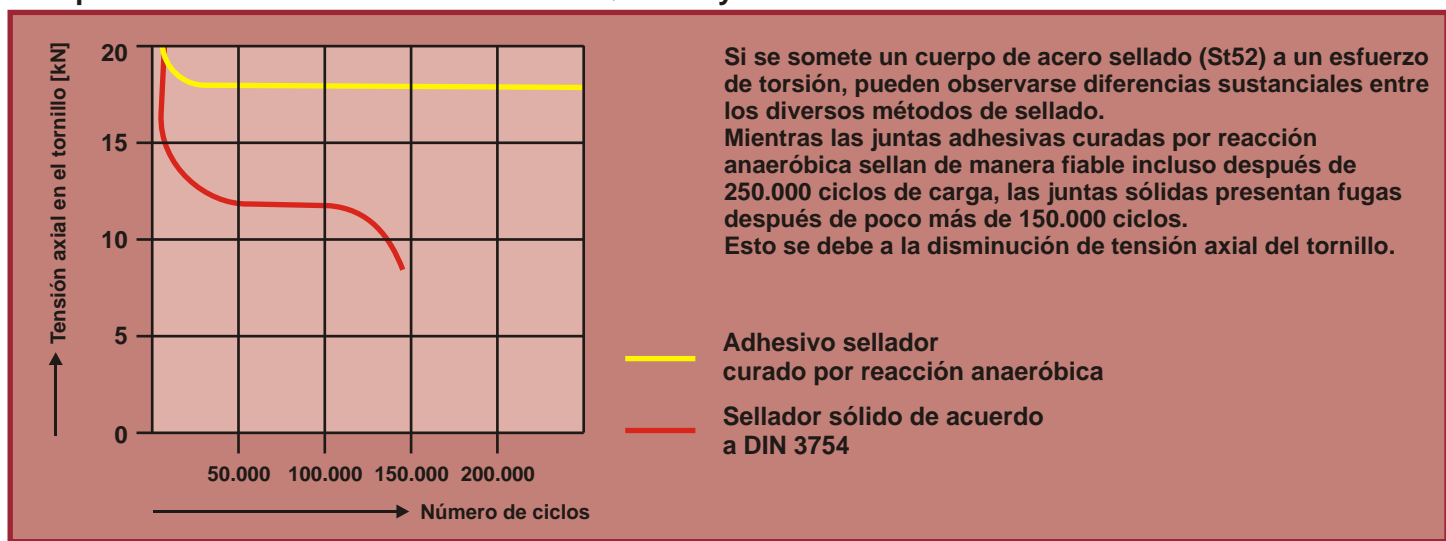 Tensión axial en el tornillo [kN]
20
15
10
5
0
50.000 100.000 150.000 200.000
Número de ciclos
Si se somete un cuerpo de acero sellado (St52) a un esfuerzo
de torsión, pueden observarse diferencias sustanciales entre
los diversos métodos de sellado.
Mientras las juntas adhesivas curadas por reacción
anaeróbica sellan de manera fiable incluso después de
250.000 ciclos de carga, las juntas sólidas presentan fugas
después de poco más de 150.000 ciclos.
Esto se debe a la disminución de tensión axial del tornillo.
Adhesivo sellador
curado por reacción anaeróbica
Sellador sólido de acuerdo
a DIN 3754